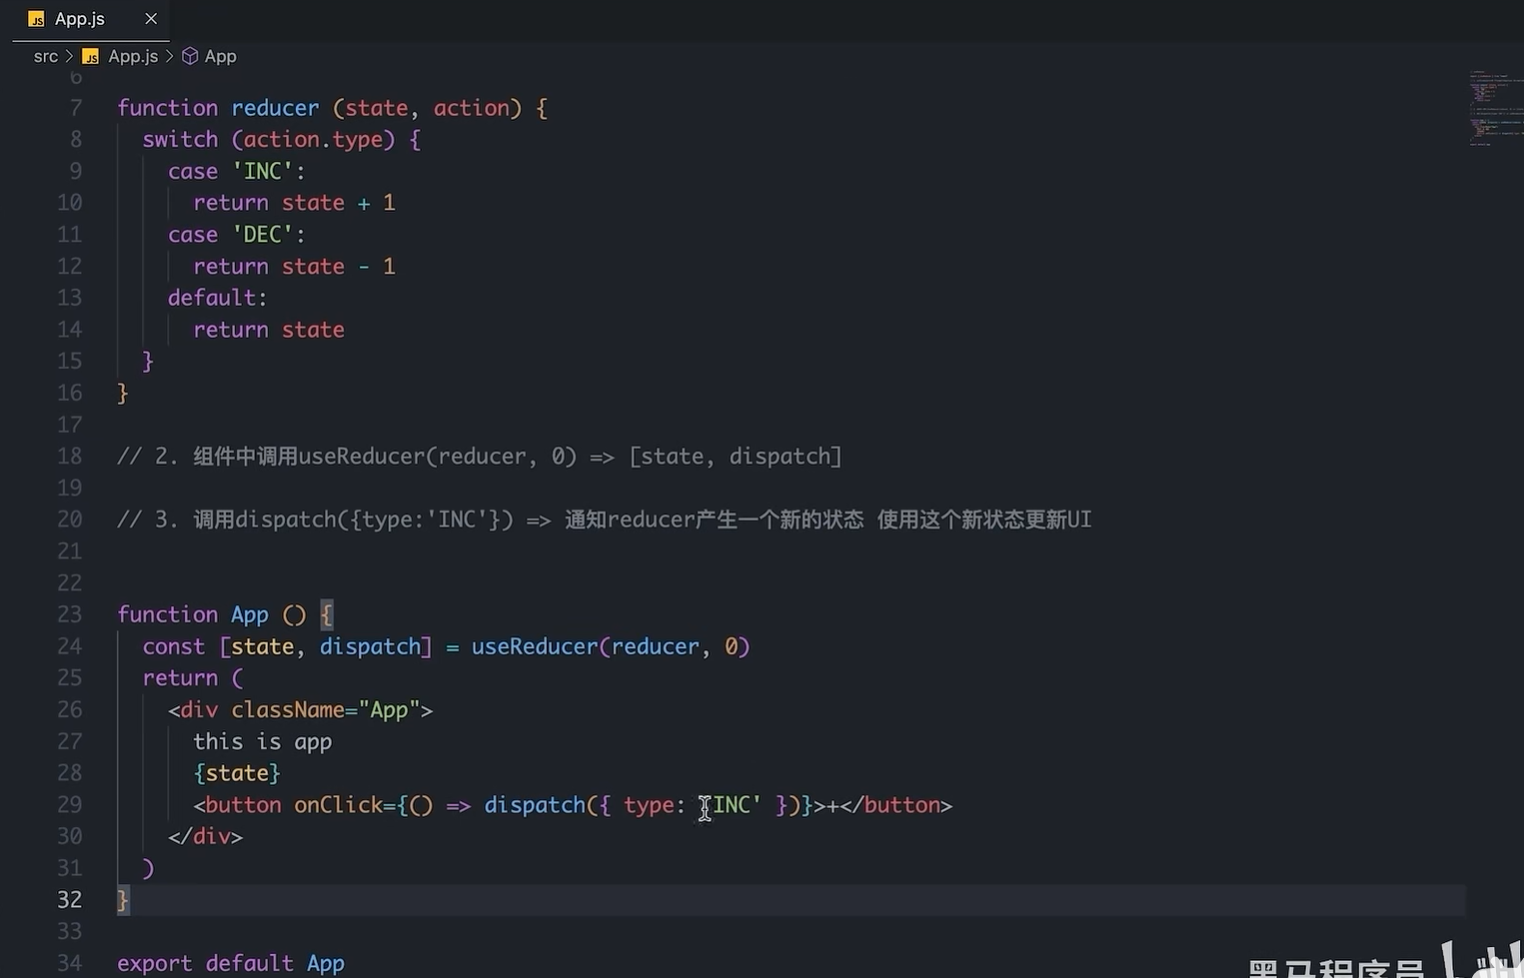 App.js
src > App.js > App
6
7 function reducer (state, action) {
8 switch (action.type) {
9 case 'INC':
10 return state + 1
11 case 'DEC':
12 return state - 1
13 default:
14 return state
15 }
16 }
17
18 // 2. 组件中调用useReducer(reducer, 0) => [state, dispatch]
19
20 // 3. 调用dispatch({type:'INC'}) => 通知reducer产生一个新的状态 使用这个新状态更新UI
21
22
23 function App () {
24 const [state, dispatch] = useReducer(reducer, 0)
25 return (
26 <div className="App">
27 this is app
28 {state}
29 <button onClick={() => dispatch({ type: 'INC' })}>+</button>
30 </div>
31 )
32 }
33
34 export default App
黑马程序员